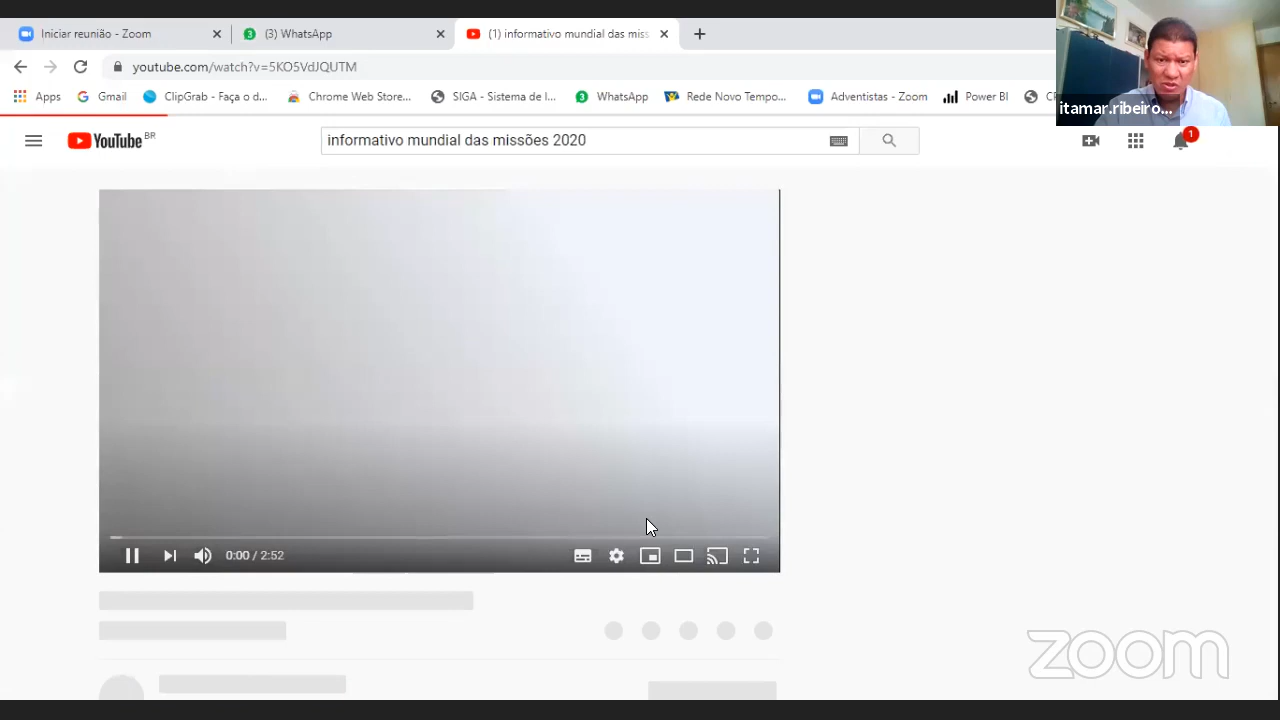 Iniciar reunião - Zoom
(3) WhatsApp
(1) informativo mundial das miss
youtube.com/watch?v=5KO5VdJQUTM
Apps
Gmail
ClipGrab - Faça o d...
Chrome Web Store...
SIGA - Sistema de I...
WhatsApp
Rede Novo Tempo...
Adventistas - Zoom
Power BI
itamar.ribeiro...
YouTube BR
informativo mundial das missões 2020
1
0:00 / 2:52
zoom